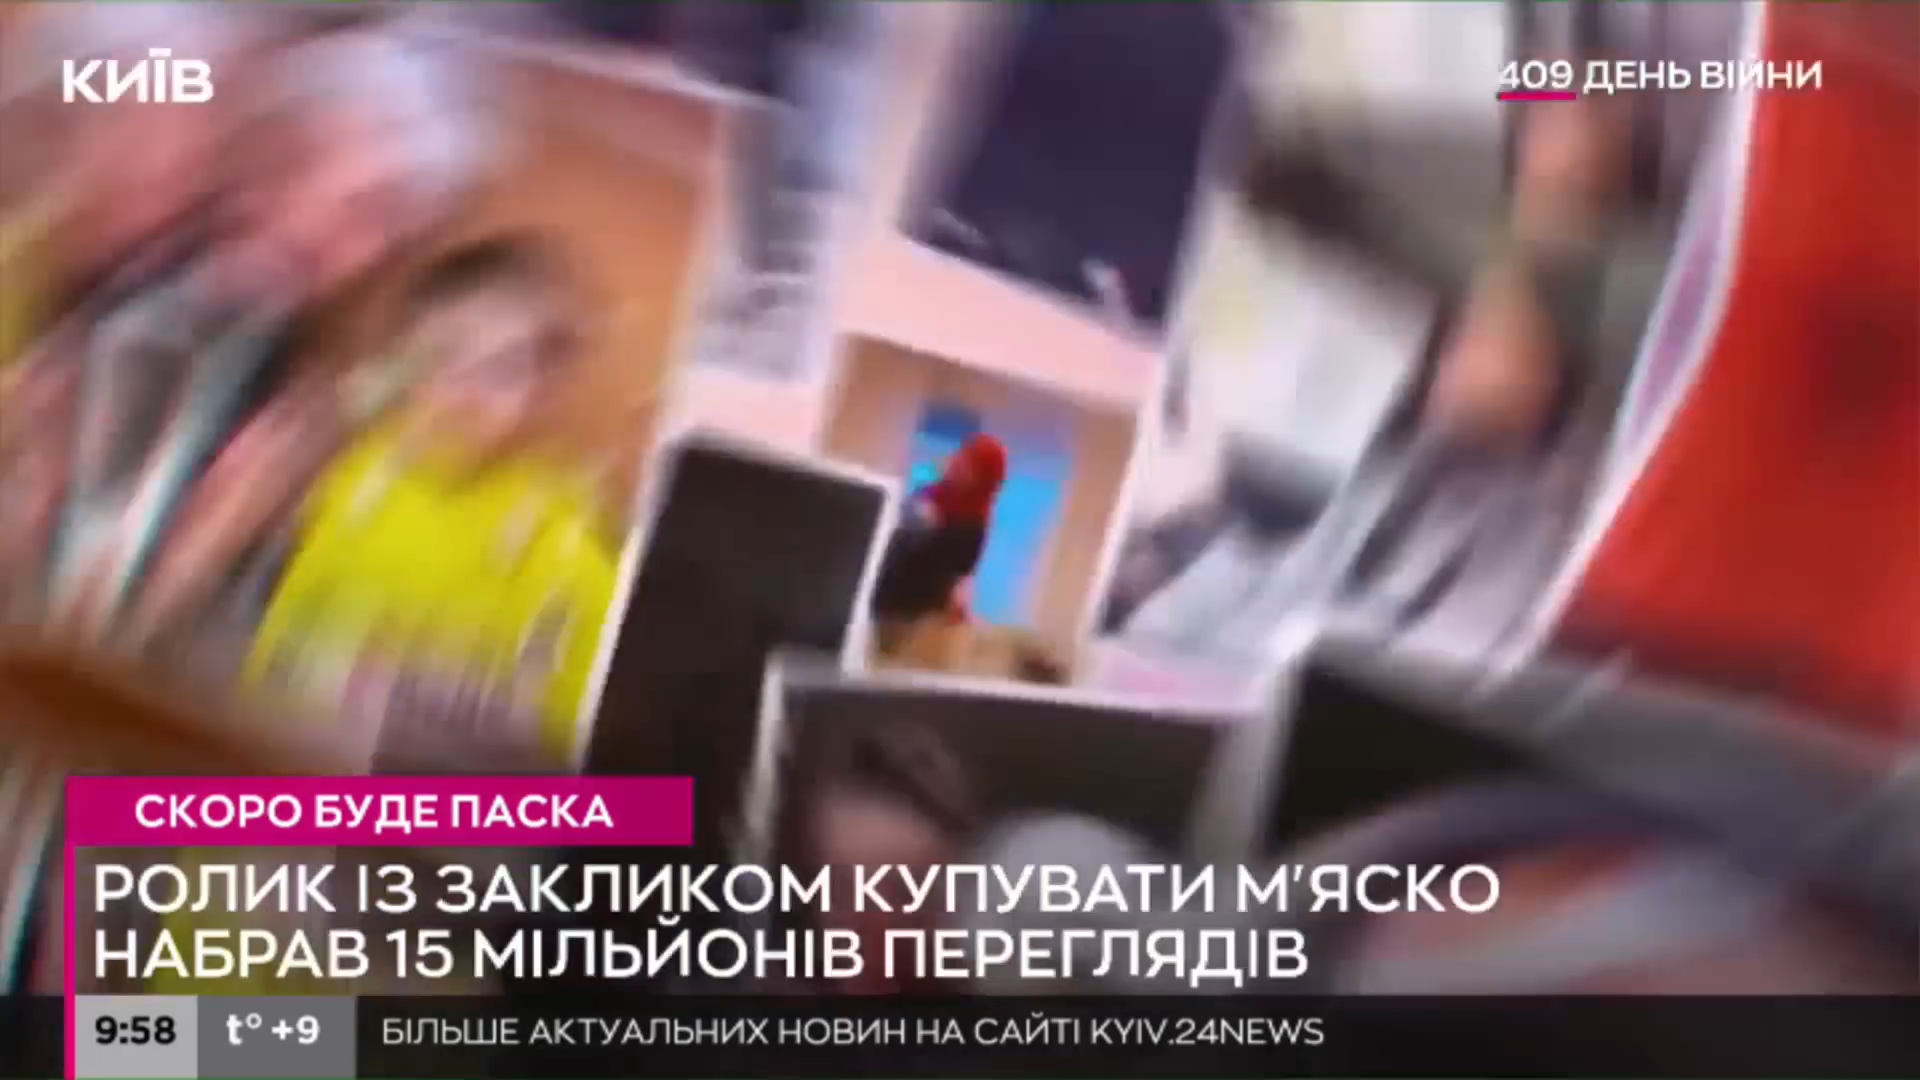 КИЇВ
409 ДЕНЬ ВІЙНИ
СКОРО БУДЕ ПАСКА
РОЛИК ІЗ ЗАКЛИКОМ КУПУВАТИ М'ЯСКО
НАБРАВ 15 МІЛЬЙОНІВ ПЕРЕГЛЯДІВ
9:58 t° +9 БІЛЬШЕ АКТУАЛЬНИХ НОВИН НА САЙТІ KYIV.24NEWS